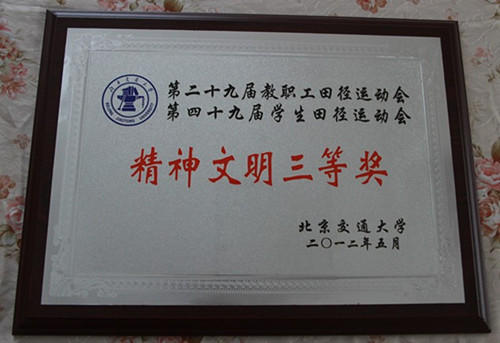 第二十九届教职工田径运动会
第四十九届学生田径运动会
精神文明三等奖
北京交通大学
二〇一二年五月